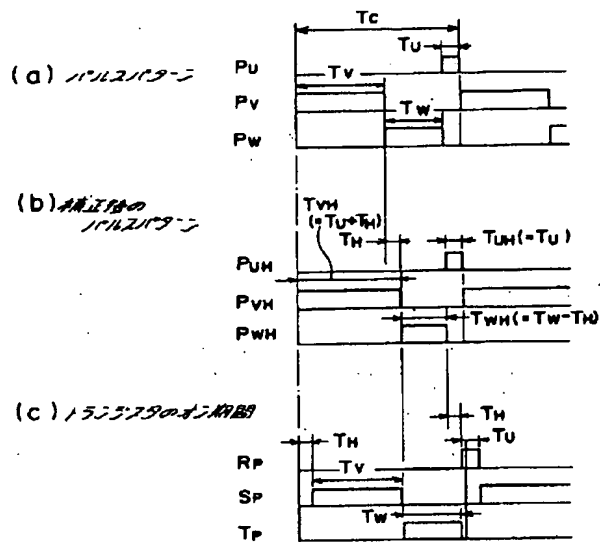 Tc
TU
(a) パルスパターン
PU
TV
PV
TW
PW
(b) 補正後の
パルスパターン
TVH
(=TU+TH)
TH
TUH(=TU)
PUH
PVH
TWH(=TW-TH)
PWH
(c) トランジスタのオン期間
TH
TH
TU
RP
TV
SP
TW
TP